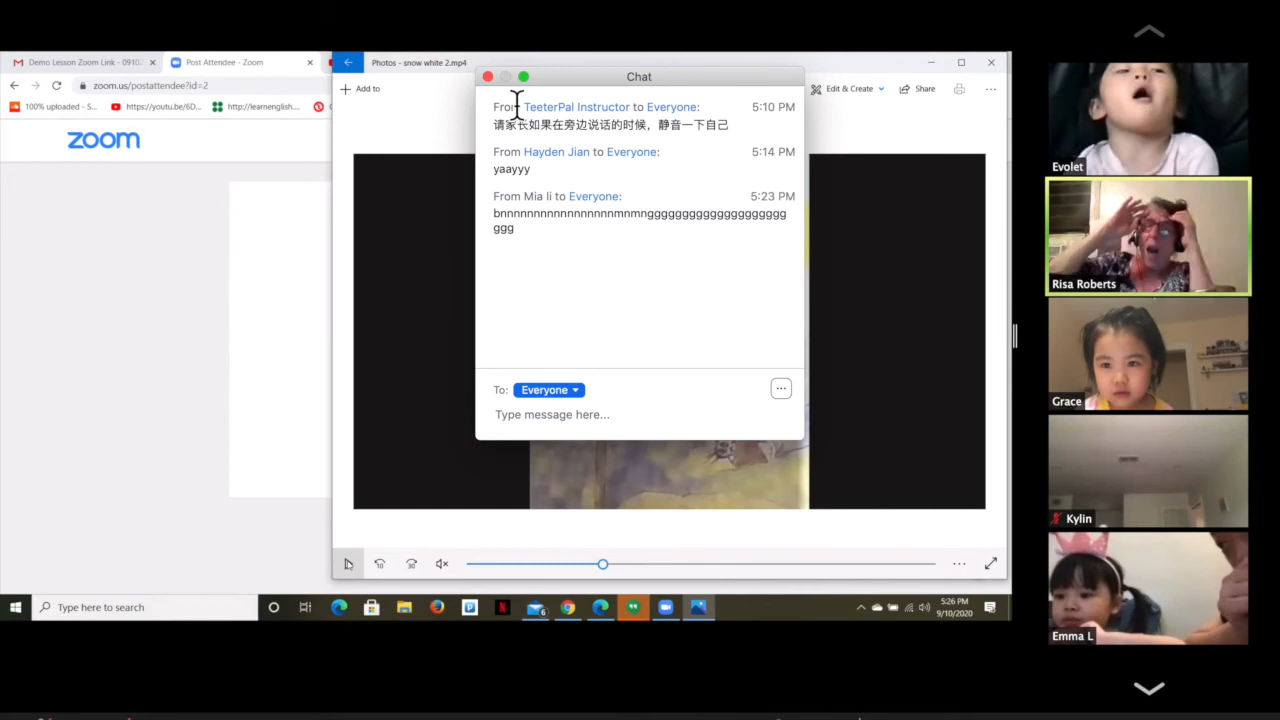 Demo Lesson Zoom Link - 0910
Post Attendee - Zoom
Photos - snow white 2.mp4
zoom.us/postattendee?id=2
100% uploaded - S...
https://youtu.be/6D...
http://learnenglish...
zoom
Add to
Edit & Create
Share
Chat
From TeeterPal Instructor to Everyone: 5:10 PM
请家长如果在旁边说话的时候，静音一下自己
From Hayden Jian to Everyone: 5:14 PM
yaayyy
From Mia li to Everyone: 5:23 PM
bnnnnnnnnnnnnnnnnnmnmngggggggggggggggggggg
ggg
To: Everyone
Type message here...
10
30
Type here to search
6
5:26 PM
9/10/2020
Evolet
Risa Roberts
Grace
Kylin
Emma L